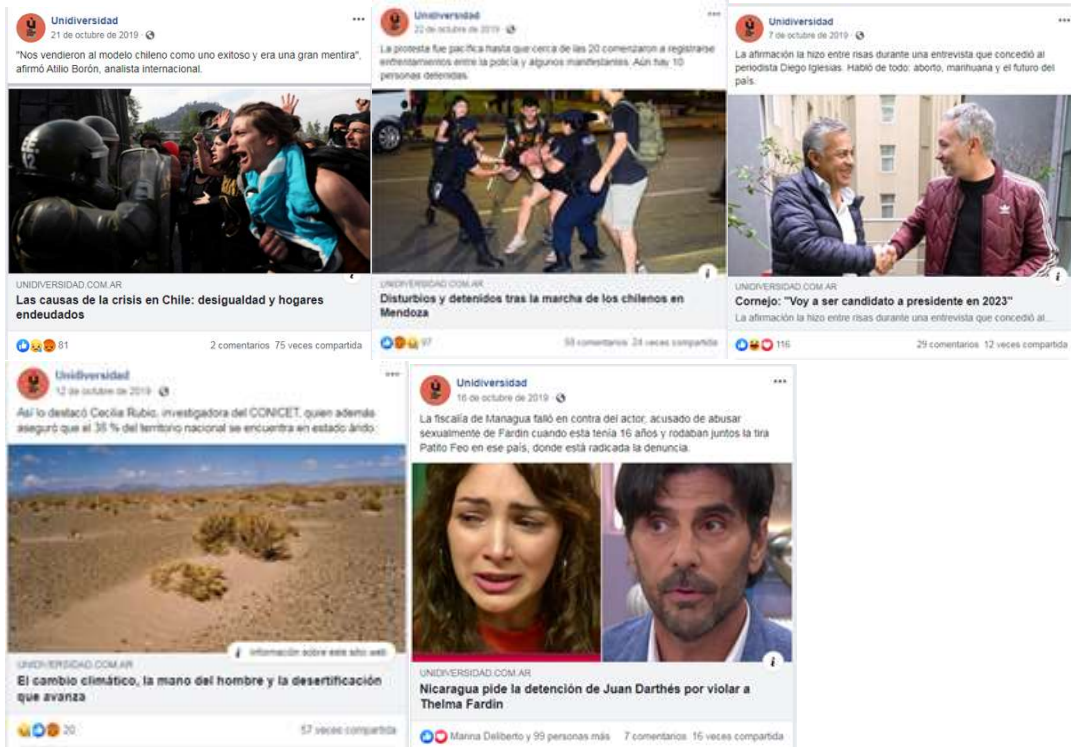 Unidiversidad
21 de octubre de 2019 ·
"Nos vendieron al modelo chileno como uno exitoso y era una gran mentira",
afirmó Atilio Borón, analista internacional.
UNIDIVERSIDAD.COM.AR
Las causas de la crisis en Chile: desigualdad y hogares
endeudados
81
2 comentarios 75 veces compartida
Unidiversidad
22 de octubre de 2019 ·
La protesta fue pacífica hasta que cerca de las 20 comenzaron a registrarse
enfrentamientos entre la policía y algunos manifestantes. Aún hay 10
personas detenidas.
UNIDIVERSIDAD.COM.AR
Disturbios y detenidos tras la marcha de los chilenos en
Mendoza
97
comentarios 24 veces compartida
Unidiversidad
7 de octubre de 2019 ·
La afirmación la hizo entre risas durante una entrevista que concedió al
periodista Diego Iglesias. Habló de todo: aborto, marihuana y el futuro del
país.
adidas
UNIDIVERSIDAD.COM.AR
Cornejo: "Voy a ser candidato a presidente en 2023"
La afirmación la hizo entre risas durante una entrevista que concedió al...
116
29 comentarios 12 veces compartida
Unidiversidad
12 de octubre de 2019 ·
Así lo destacó Cecilia Rubio, investigadora del CONICET, quien además
aseguró que el 35 % del territorio nacional se encuentra en estado árido.
Información sobre este sitio web
UNIDIVERSIDAD.COM.AR
El cambio climático, la mano del hombre y la desertificación
que avanza
20
57 veces compartida
Unidiversidad
16 de octubre de 2019 ·
La fiscalía de Managua falló en contra del actor, acusado de abusar
sexualmente de Fardin cuando esta tenía 16 años y rodaban juntos la tira
Patito Feo en ese país, donde está radicada la denuncia.
UNIDIVERSIDAD.COM.AR
Nicaragua pide la detención de Juan Darthés por violar a
Thelma Fardin
Marina Deliberto y 99 personas más 7 comentarios 16 veces compartida